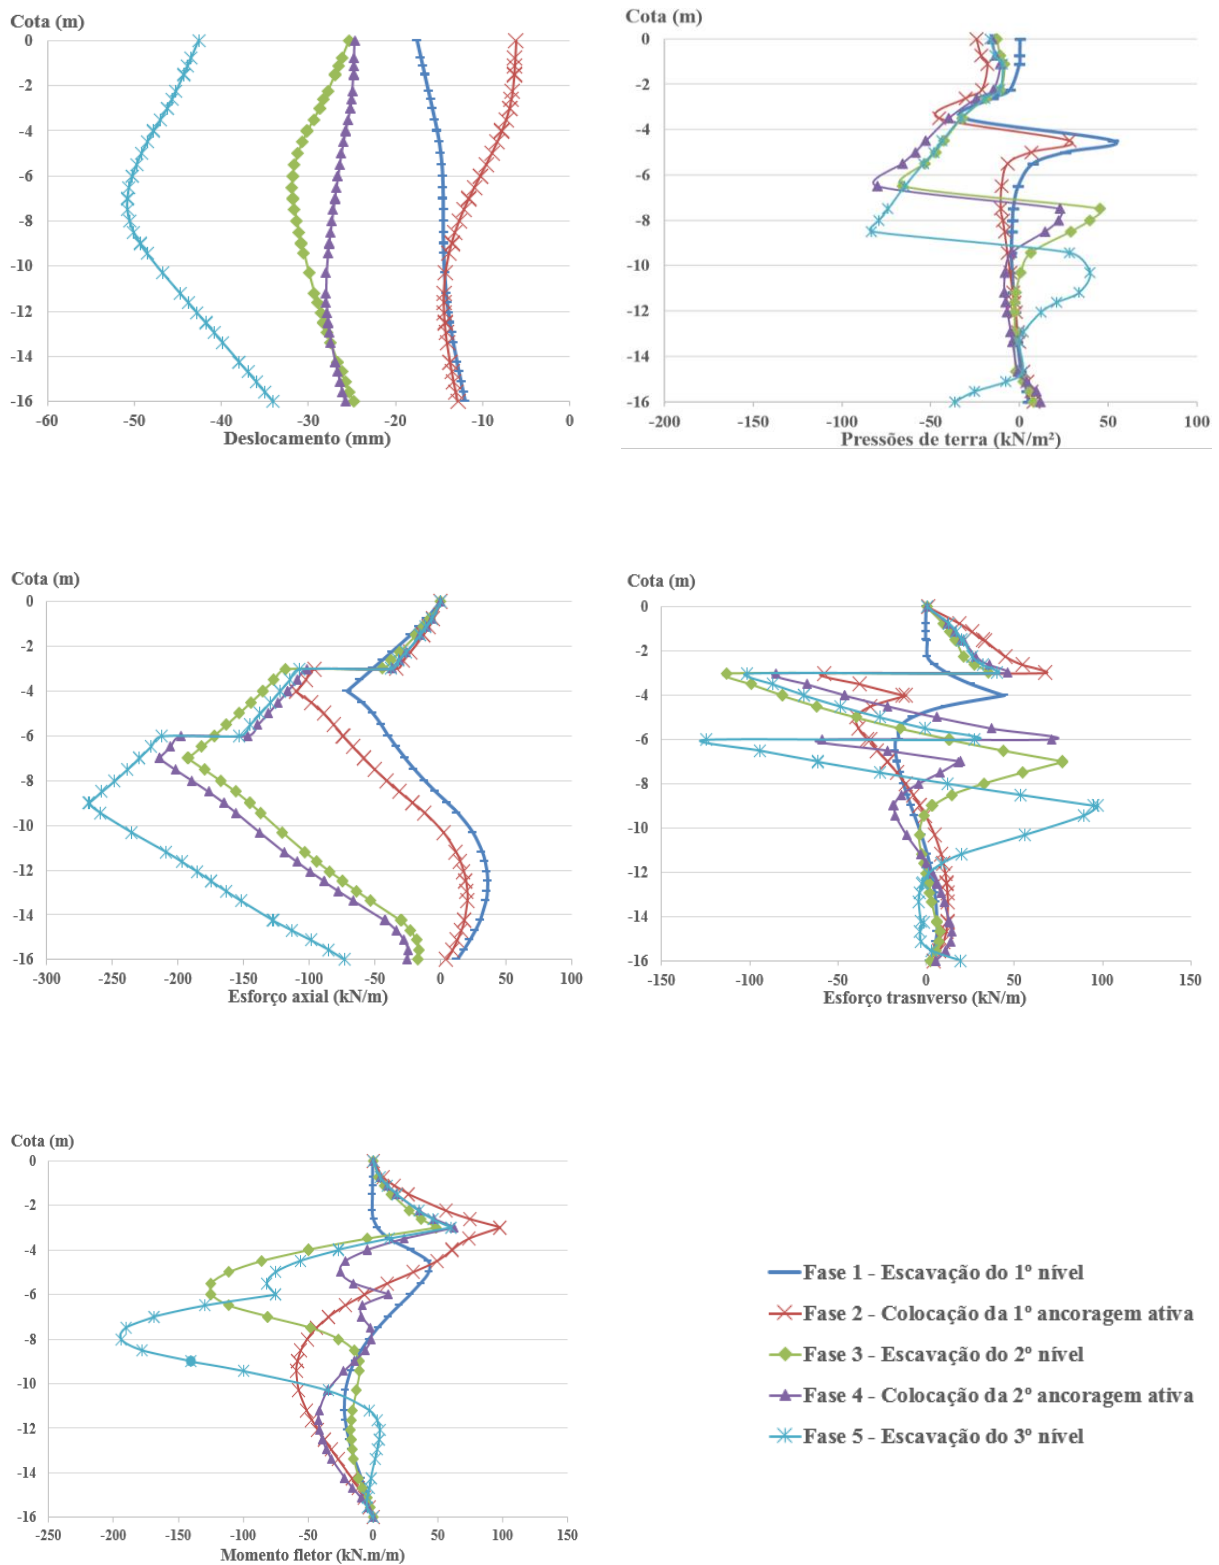 Cota (m)
0
-2
-4
-6
-8
-10
-12
-14
-16
-60 -50 -40 -30 -20 -10 0
Deslocamento (mm)
Cota (m)
0
-2
-4
-6
-8
-10
-12
-14
-16
-200 -150 -100 -50 0 50 100
Pressões de terra (kN/m²)
Cota (m)
0
-2
-4
-6
-8
-10
-12
-14
-16
-300 -250 -200 -150 -100 -50 0 50 100
Esforço axial (kN/m)
Cota (m)
0
-2
-4
-6
-8
-10
-12
-14
-16
-150 -100 -50 0 50 100 150
Esforço trasnverso (kN/m)
Cota (m)
0
-2
-4
-6
-8
-10
-12
-14
-16
-250 -200 -150 -100 -50 0 50 100 150
Momento fletor (kN.m/m)
Fase 1 - Escavação do 1º nível
Fase 2 - Colocação da 1º ancoragem ativa
Fase 3 - Escavação do 2º nível
Fase 4 - Colocação da 2º ancoragem ativa
Fase 5 - Escavação do 3º nível